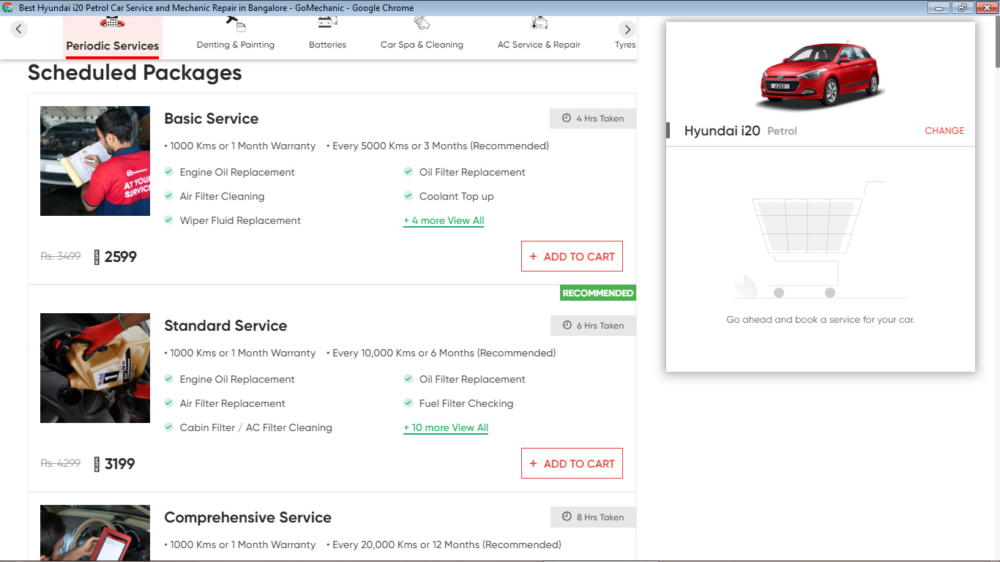 Best Hyundai i20 Petrol Car Service and Mechanic Repair in Bangalore - GoMechanic - Google Chrome
Periodic Services
Denting & Painting
Batteries
Car Spa & Cleaning
AC Service & Repair
Tyres
Scheduled Packages
Basic Service
4 Hrs Taken
• 1000 Kms or 1 Month Warranty • Every 5000 Kms or 3 Months (Recommended)
Engine Oil Replacement
Oil Filter Replacement
Air Filter Cleaning
Coolant Top up
Wiper Fluid Replacement
+ 4 more View All
AT YOUR
SERVICE
Rs. 3499 2599
+ ADD TO CART
RECOMMENDED
Standard Service
6 Hrs Taken
• 1000 Kms or 1 Month Warranty • Every 10,000 Kms or 6 Months (Recommended)
Engine Oil Replacement
Oil Filter Replacement
Air Filter Replacement
Fuel Filter Checking
Cabin Filter / AC Filter Cleaning
+ 10 more View All
Mobil
1
Rs. 4299 3199
+ ADD TO CART
Comprehensive Service
8 Hrs Taken
• 1000 Kms or 1 Month Warranty • Every 20,000 Kms or 12 Months (Recommended)
i20
Hyundai i20 Petrol
CHANGE
Go ahead and book a service for your car.